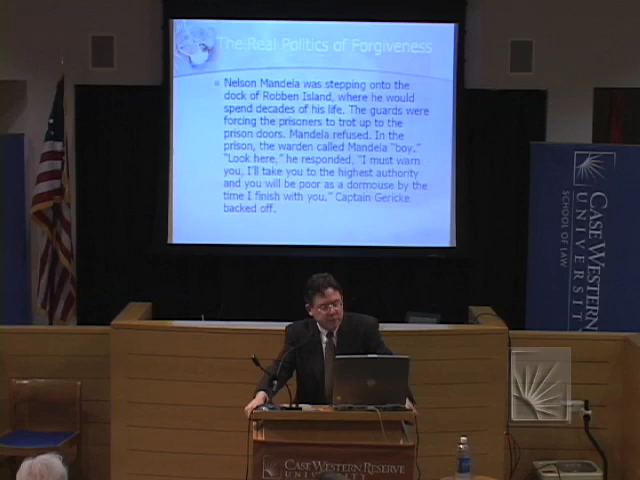 The Real Politics of Forgiveness
Nelson Mandela was stepping onto the
dock of Robben Island, where he would
spend decades of his life. The guards were
forcing the prisoners to trot up to the
prison doors. Mandela refused. In the
prison, the warden called Mandela "boy."
"Look here," he responded, "I must warn
you, I'll take you to the highest authority
and you will be poor as a dormouse by the
time I finish with you." Captain Gericke
backed off.
CASE WESTERN
UNIVERSITY
SCHOOL OF LAW
CASE WESTERN RESERVE
UNIVERSITY